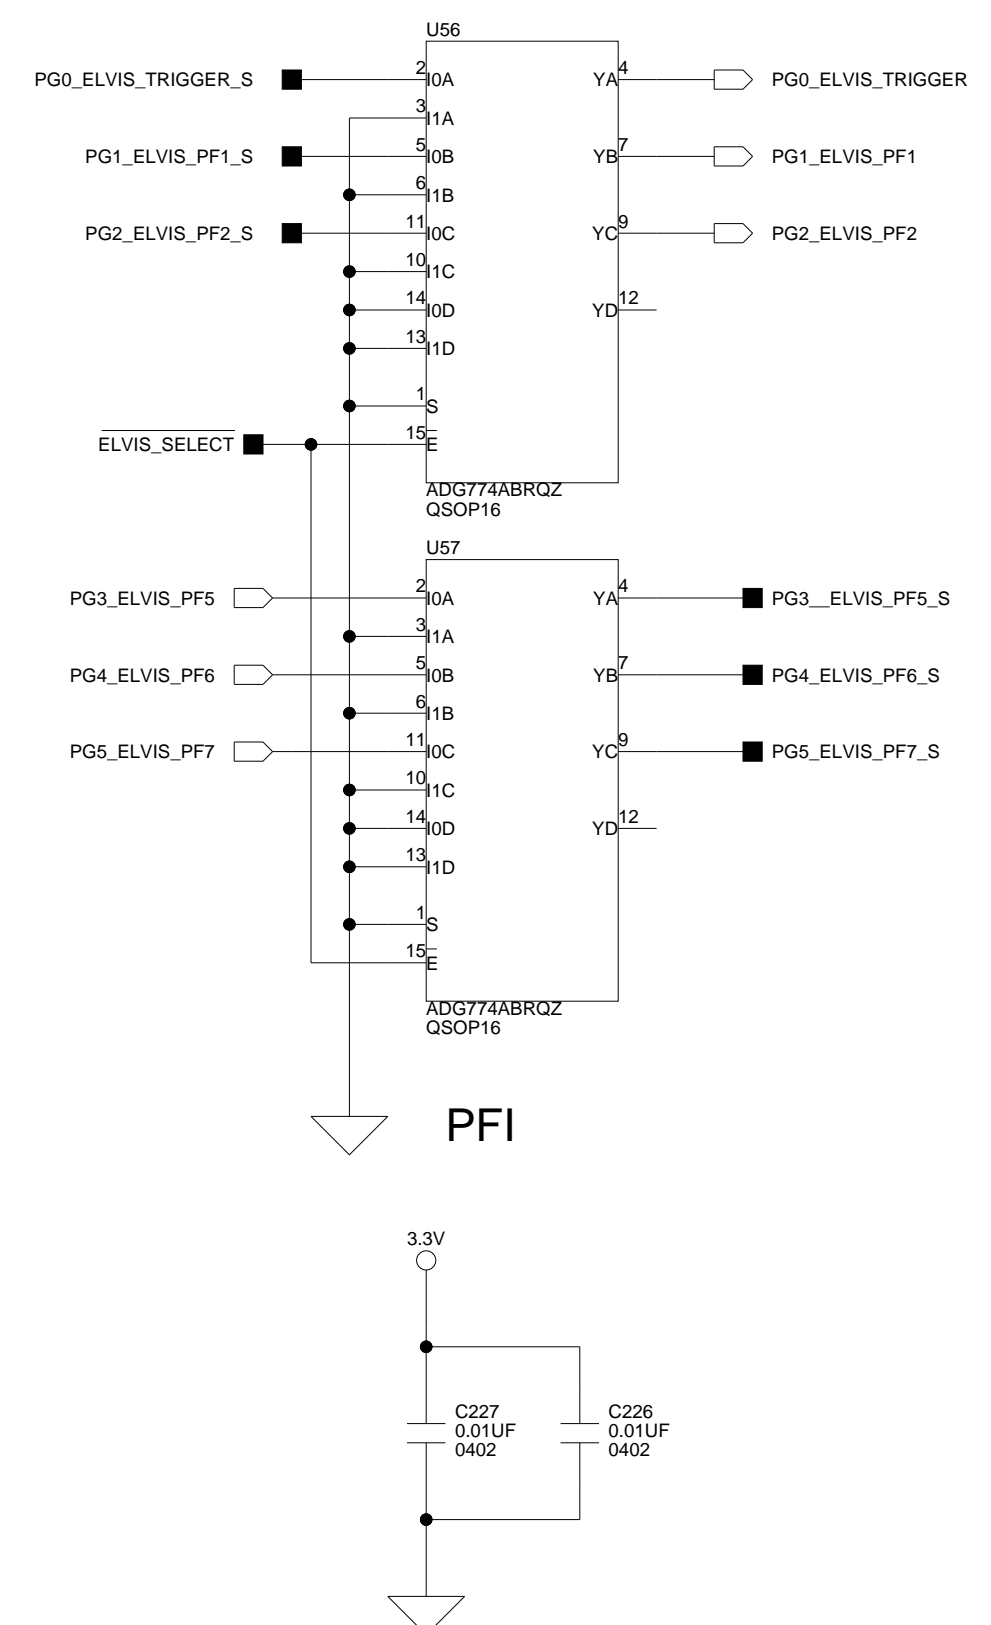 U56
PG0_ELVIS_TRIGGER_S 2 I0A YA 4 PG0_ELVIS_TRIGGER
3 I1A
PG1_ELVIS_PF1_S 5 I0B YB 7 PG1_ELVIS_PF1
6 I1B
PG2_ELVIS_PF2_S 11 I0C YC 9 PG2_ELVIS_PF2
10 I1C
14 I0D YD 12
13 I1D
1 S
ELVIS_SELECT 15 E
ADG774ABRQZ
QSOP16
U57
PG3_ELVIS_PF5 2 I0A YA 4 PG3__ELVIS_PF5_S
3 I1A
PG4_ELVIS_PF6 5 I0B YB 7 PG4_ELVIS_PF6_S
6 I1B
PG5_ELVIS_PF7 11 I0C YC 9 PG5_ELVIS_PF7_S
10 I1C
14 I0D YD 12
13 I1D
1 S
15 E
ADG774ABRQZ
QSOP16
PFI
3.3V
C227 C226
0.01UF 0.01UF
0402 0402